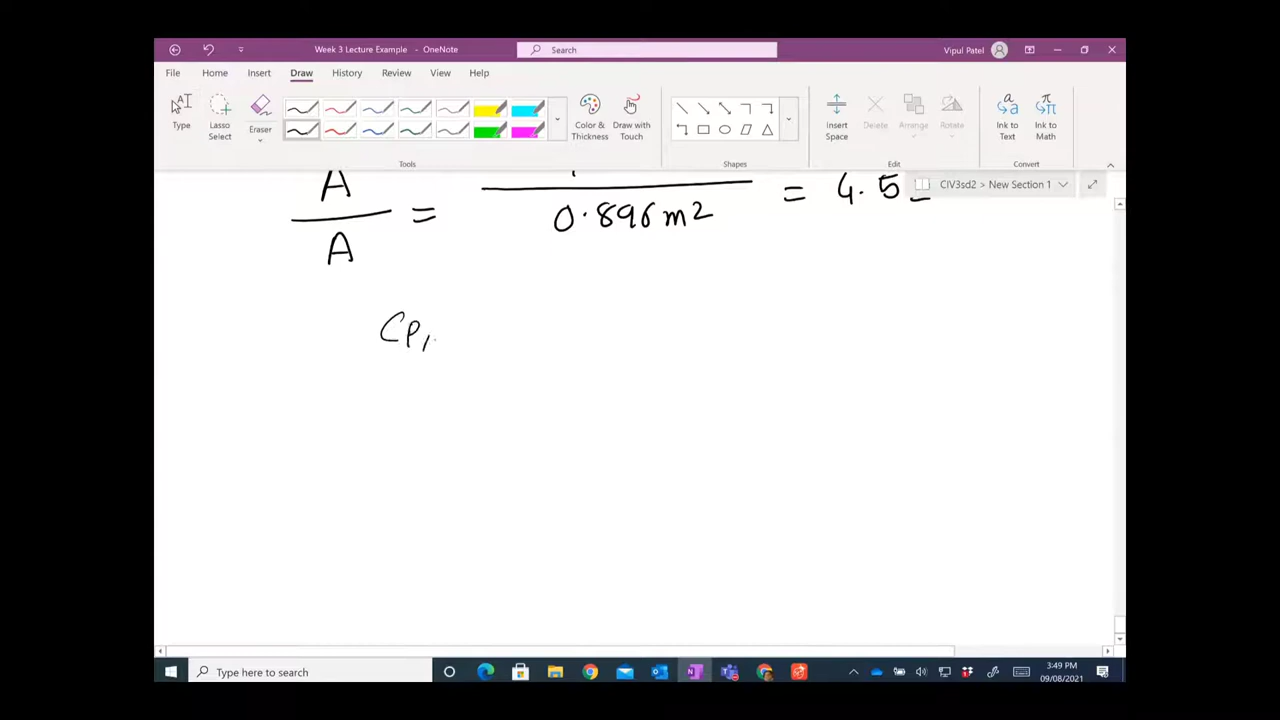 Week 3 Lecture Example - OneNote
Search
Vipul Patel
File Home Insert Draw History Review View Help
Type
Lasso Select
Eraser
Color & Thickness
Draw with Touch
Insert Space
Delete
Arrange
Rotate
Ink to Text
Ink to Math
Tools
Shapes
Edit
Convert
CIV3sd2 > New Section 1
A
A
=
0.896 m2
= 4.5
Cp,
Type here to search
3:49 PM
09/08/2021